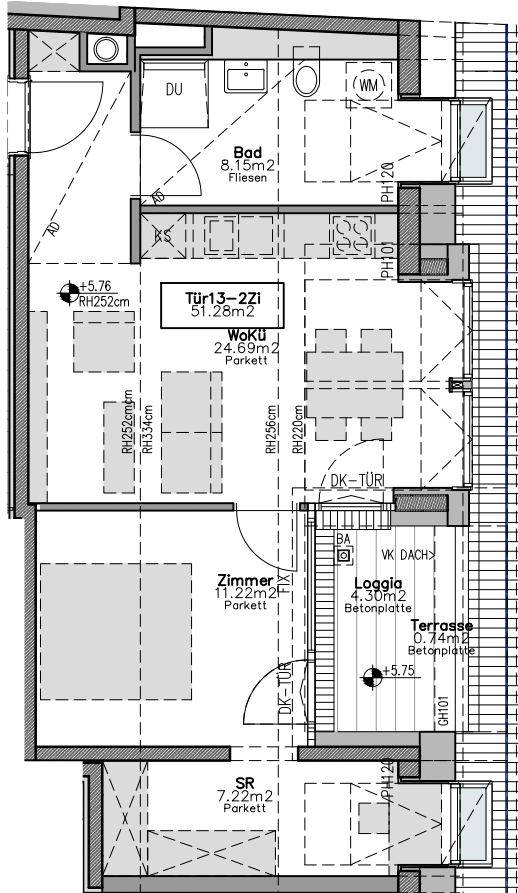 DU
WM
Bad
8.15m2
Fliesen
AD
PH120
AD
KS
PH101
+5.76
RH252cm
Tür13-2Zi
51.28m2
WoKü
24.69m2
Parkett
RH252cm
RH334cm
RH256cm
RH220cm
DK-TÜR
BA
VK DACH>
Zimmer
11.22m2
Parkett
FIX
Loggia
4.30m2
Betonplatte
Terrasse
0.74m2
Betonplatte
+5.75
DK-TÜR
GH101
SR
7.22m2
Parkett
PH120